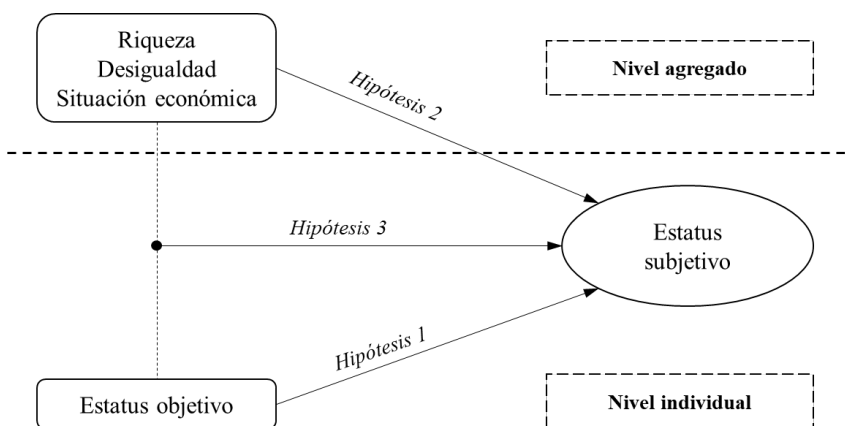 Riqueza
Desigualdad
Situación económica
Nivel agregado
Hipótesis 2
Hipótesis 3
Estatus
subjetivo
Hipótesis 1
Estatus objetivo
Nivel individual